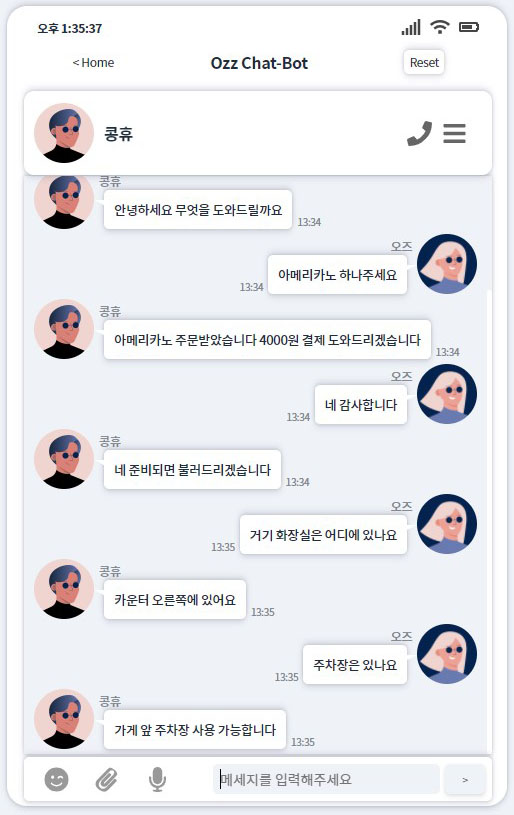 오후 1:35:37
< Home
Ozz Chat-Bot
Reset
콩휴
콩휴
안녕하세요 무엇을 도와드릴까요
13:34
오즈
아메리카노 하나주세요
13:34
콩휴
아메리카노 주문받았습니다 4000원 결제 도와드리겠습니다
13:34
오즈
네 감사합니다
13:34
콩휴
네 준비되면 불러드리겠습니다
13:34
오즈
거기 화장실은 어디에 있나요
13:35
콩휴
카운터 오른쪽에 있어요
13:35
오즈
주차장은 있나요
13:35
콩휴
가게 앞 주차장 사용 가능합니다
13:35
메세지를 입력해주세요
>